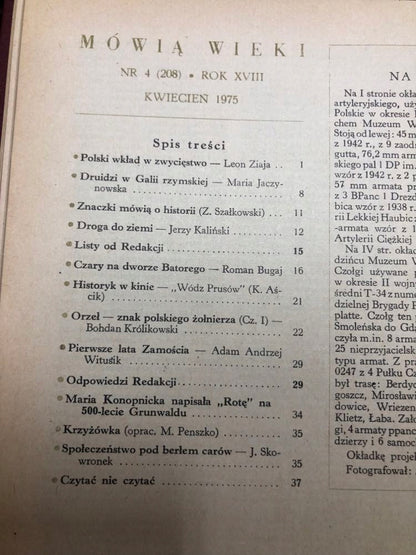 MÓWIĄ WIEKI
NR 4 (208) • ROK XVIII
KWIECIEŃ 1975
Spis treści
• Polski wkład w zwycięstwo — Leon Ziaja . . 1
• Druidzi w Galii rzymskiej — Maria Jaczy-
nowska . . . . . . . . . . . . . . . . . . . . 8
• Znaczki mówią o historii (Z. Szałkowski) . . 11
• Droga do ziemi — Jerzy Kaliński . . . . . . 12
• Listy od Redakcji . . . . . . . . . . . . . . 15
• Czary na dworze Batorego — Roman Bugaj 16
• Historyk w kinie — „Wódz Prusów" (K. Aś-
cik) . . . . . . . . . . . . . . . . . . . . . 21
• Orzeł — znak polskiego żołnierza (Cz. I) —
Bohdan Królikowski . . . . . . . . . . . . . 22
• Pierwsze lata Zamościa — Adam Andrzej
Witusik . . . . . . . . . . . . . . . . . . . 29
• Odpowiedzi Redakcji . . . . . . . . . . . . 29
Maria Konopnicka napisała „Rotę" na
500-lecie Grunwaldu . . . . . . . . . . . . 34
• Krzyżówka (oprac. M. Penszko) . . . . . . 35
• Społeczeństwo pod berłem carów — J. Sko-
wronek . . . . . . . . . . . . . . . . . . . 35
• Czytać nie czytać . . . . . . . . . . . . . . 37
NA
Na I stronie okła
artyleryjskiego, uży
Polskie w okresie I
chem Muzeum W
Stoją od lewej: 45 m
z 1942 r., z 9 zaodr
gutta, 76,2 mm arma
skiego pal 1 DP im.
wzór z 1942 r. z 2 p
57 mm armata p
z 3 BPanc 1 Drezd
bica wzór z 1938 r.
rii Lekkiej Haubic;
-armata wzór z 1
Artylerii Ciężkiej
Na IV str. okład
dzińcu Muzeum W
Czołgi używane p
w okresie II wojn
średni T-34 z nume
dzielnej Brygady P
platte. Czołg ten
Smoleńska do Gda
czyła m.in. 8 armat
25 nieprzyjacielsk
typu armat. Z pra
0247 z 4 Pułku Cz
był trasę: Berdycz
goszcz, Mirosławi
dowice, Wriezen
Klietz, Łaba. Zało
gi, 4 armaty ppanc
dzierzy i 6 samoc
Okładkę projek
Fotografował: